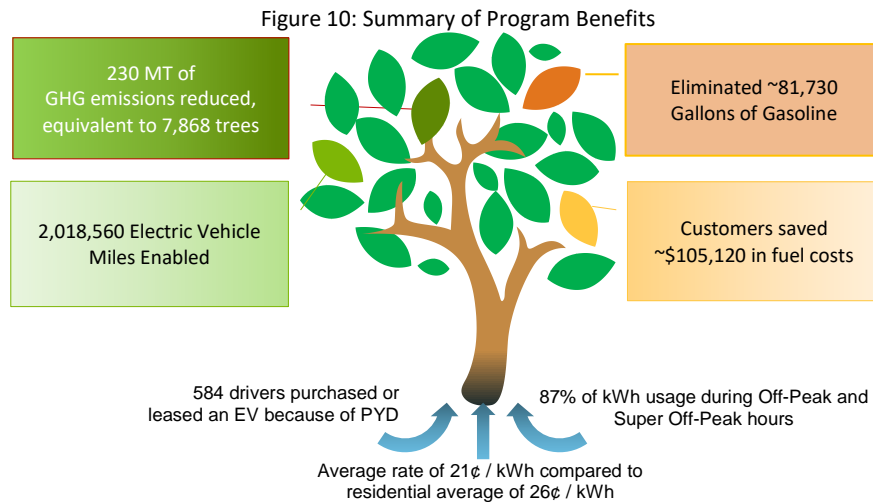 Figure 10: Summary of Program Benefits
230 MT of
GHG emissions reduced,
equivalent to 7,868 trees
Eliminated ~81,730
Gallons of Gasoline
2,018,560 Electric Vehicle
Miles Enabled
Customers saved
~$105,120 in fuel costs
584 drivers purchased or
leased an EV because of PYD
87% of kWh usage during Off-Peak and
Super Off-Peak hours
Average rate of 21¢ / kWh compared to
residential average of 26¢ / kWh